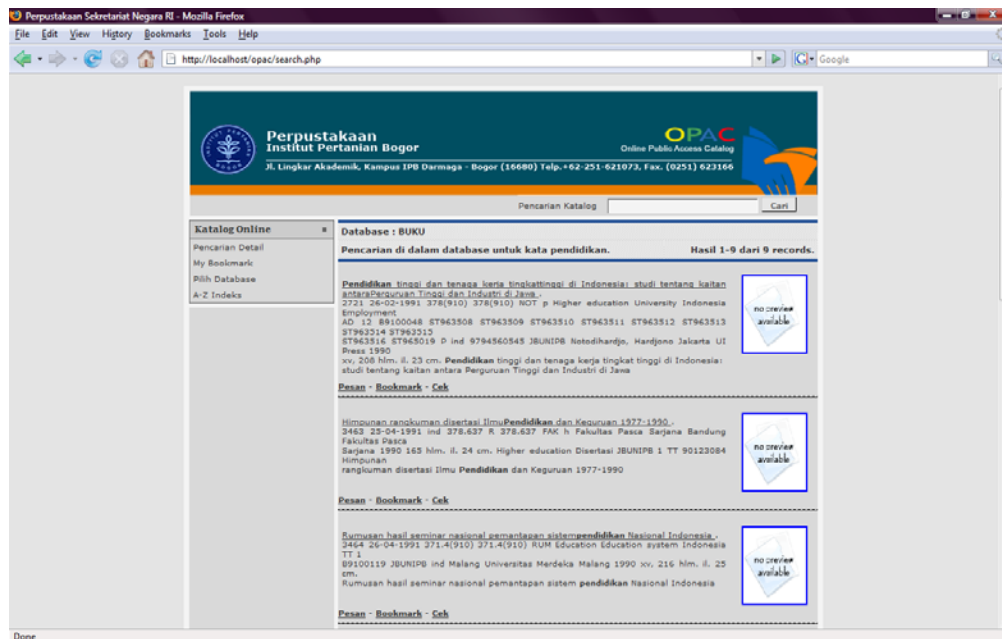 Perpustakaan Sekretariat Negara RI - Mozilla Firefox
File Edit View History Bookmarks Tools Help
http://localhost/opac/search.php
Google
Perpustakaan
Institut Pertanian Bogor
OPAC
Online Public Access Catalog
Jl. Lingkar Akademik, Kampus IPB Darmaga - Bogor (16680) Telp.+62-251-621073, Fax. (0251) 623166
Pencarian Katalog
Cari
Katalog Online
Pencarian Detail
My Bookmark
Pilih Database
A-Z Indeks
Database : BUKU
Pencarian di dalam database untuk kata pendidikan. Hasil 1-9 dari 9 records.
Pendidikan tinggi dan tenaga kerja tingkattinggi di Indonesia: studi tentang kaitan
antaraPerguruan Tinggi dan Industri di Jawa .
2721 26-02-1991 378(910) 378(910) NOT p Higher education University Indonesia
Employment
AD 12 B9100048 ST963508 ST963509 ST963510 ST963511 ST963512 ST963513
ST963514 ST963515
ST963516 ST965019 P ind 9794560545 JBUNIPB Notodihardjo, Hardjono Jakarta UI
Press 1990
xv, 208 hlm. il. 23 cm. Pendidikan tinggi dan tenaga kerja tingkat tinggi di Indonesia:
studi tentang kaitan antara Perguruan Tinggi dan Industri di Jawa
no preview
available
Pesan - Bookmark - Cek
Himpunan rangkuman disertasi IlmuPendidikan dan Keguruan 1977-1990 .
3463 25-04-1991 ind 378.637 R 378.637 FAK h Fakultas Pasca Sarjana Bandung
Fakultas Pasca
Sarjana 1990 165 hlm. il. 24 cm. Higher education Disertasi JBUNIPB 1 TT 90123084
Himpunan
rangkuman disertasi Ilmu Pendidikan dan Keguruan 1977-1990
no preview
available
Pesan - Bookmark - Cek
Rumusan hasil seminar nasional pemantapan sistempendidikan Nasional Indonesia .
3464 26-04-1991 371.4(910) 371.4(910) RUM Education Education system Indonesia
TT 1
B9100119 JBUNIPB ind Malang Universitas Merdeka Malang 1990 xv, 216 hlm. il. 25
cm.
Rumusan hasil seminar nasional pemantapan sistem pendidikan Nasional Indonesia
no preview
available
Pesan - Bookmark - Cek
Done